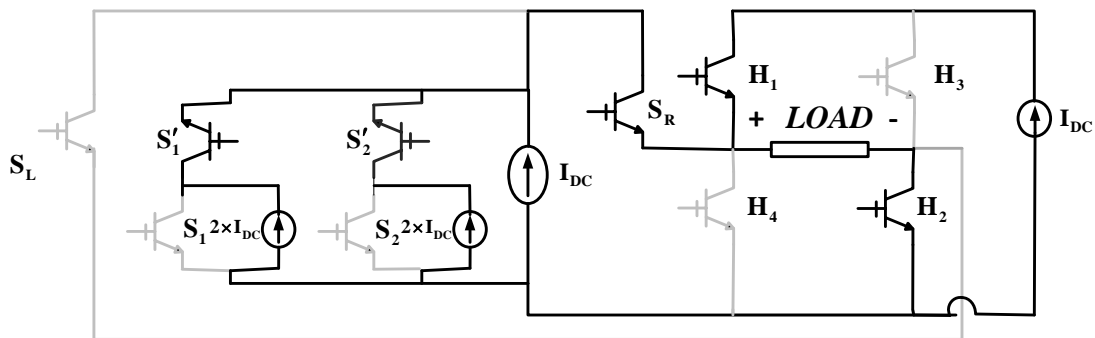 S_L
S′_1
S_1
2×I_DC
S′_2
S_2
2×I_DC
I_DC
S_R
H_1
H_3
+ LOAD -
H_4
H_2
I_DC